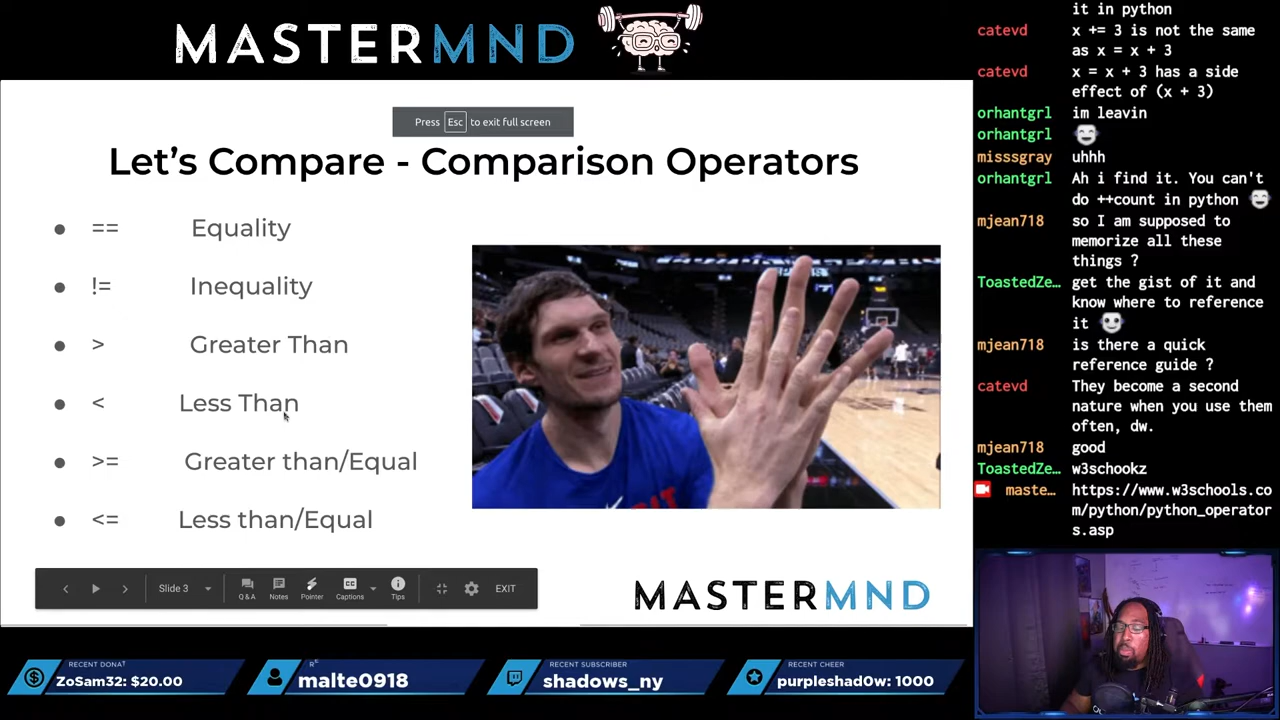 MASTERMND
Press Esc to exit full screen
Let's Compare - Comparison Operators
● == Equality
● != Inequality
● > Greater Than
● < Less Than
● >= Greater than/Equal
● <= Less than/Equal
Slide 3
Q & A
Notes
Pointer
Captions
Tips
EXIT
MASTERMND
it in python
catevd x += 3 is not the same
as x = x + 3
catevd x = x + 3 has a side
effect of (x + 3)
orhantgrl im leavin
orhantgrl
misssgray uhhh
orhantgrl Ah i find it. You can't
do ++count in python
mjean718 so I am supposed to
memorize all these
things ?
ToastedZe… get the gist of it and
know where to reference
it
mjean718 is there a quick
reference guide ?
catevd They become a second
nature when you use them
often, dw.
mjean718 good
ToastedZe… w3schookz
maste… https://www.w3schools.co
m/python/python_operator
s.asp
RECENT DONAT
ZoSam32: $20.00
RE
malte0918
RECENT SUBSCRIBER
shadows_ny
RECENT CHEER
purpleshad0w: 1000